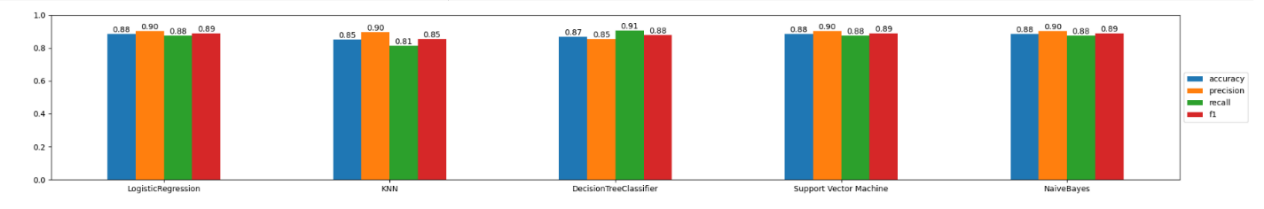 1.0
0.8
0.6
0.4
0.2
0.0
0.88 0.90 0.88 0.89
0.85 0.90 0.81 0.85
0.87 0.85 0.91 0.88
0.88 0.90 0.88 0.89
0.88 0.90 0.88 0.89
LogisticRegression
KNN
DecisionTreeClassifier
Support Vector Machine
NaiveBayes
accuracy
precision
recall
f1